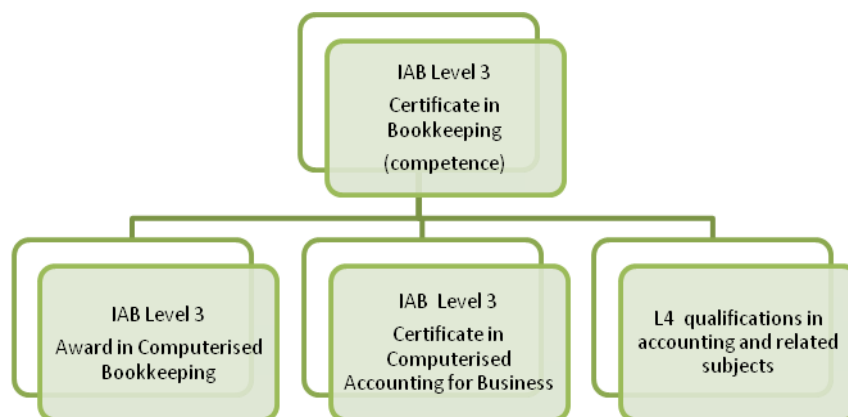 IAB Level 3
Certificate in
Bookkeeping
(competence)
IAB Level 3
Award in Computerised
Bookkeeping
IAB Level 3
Certificate in
Computerised
Accounting for Business
L4 qualifications in
accounting and related
subjects